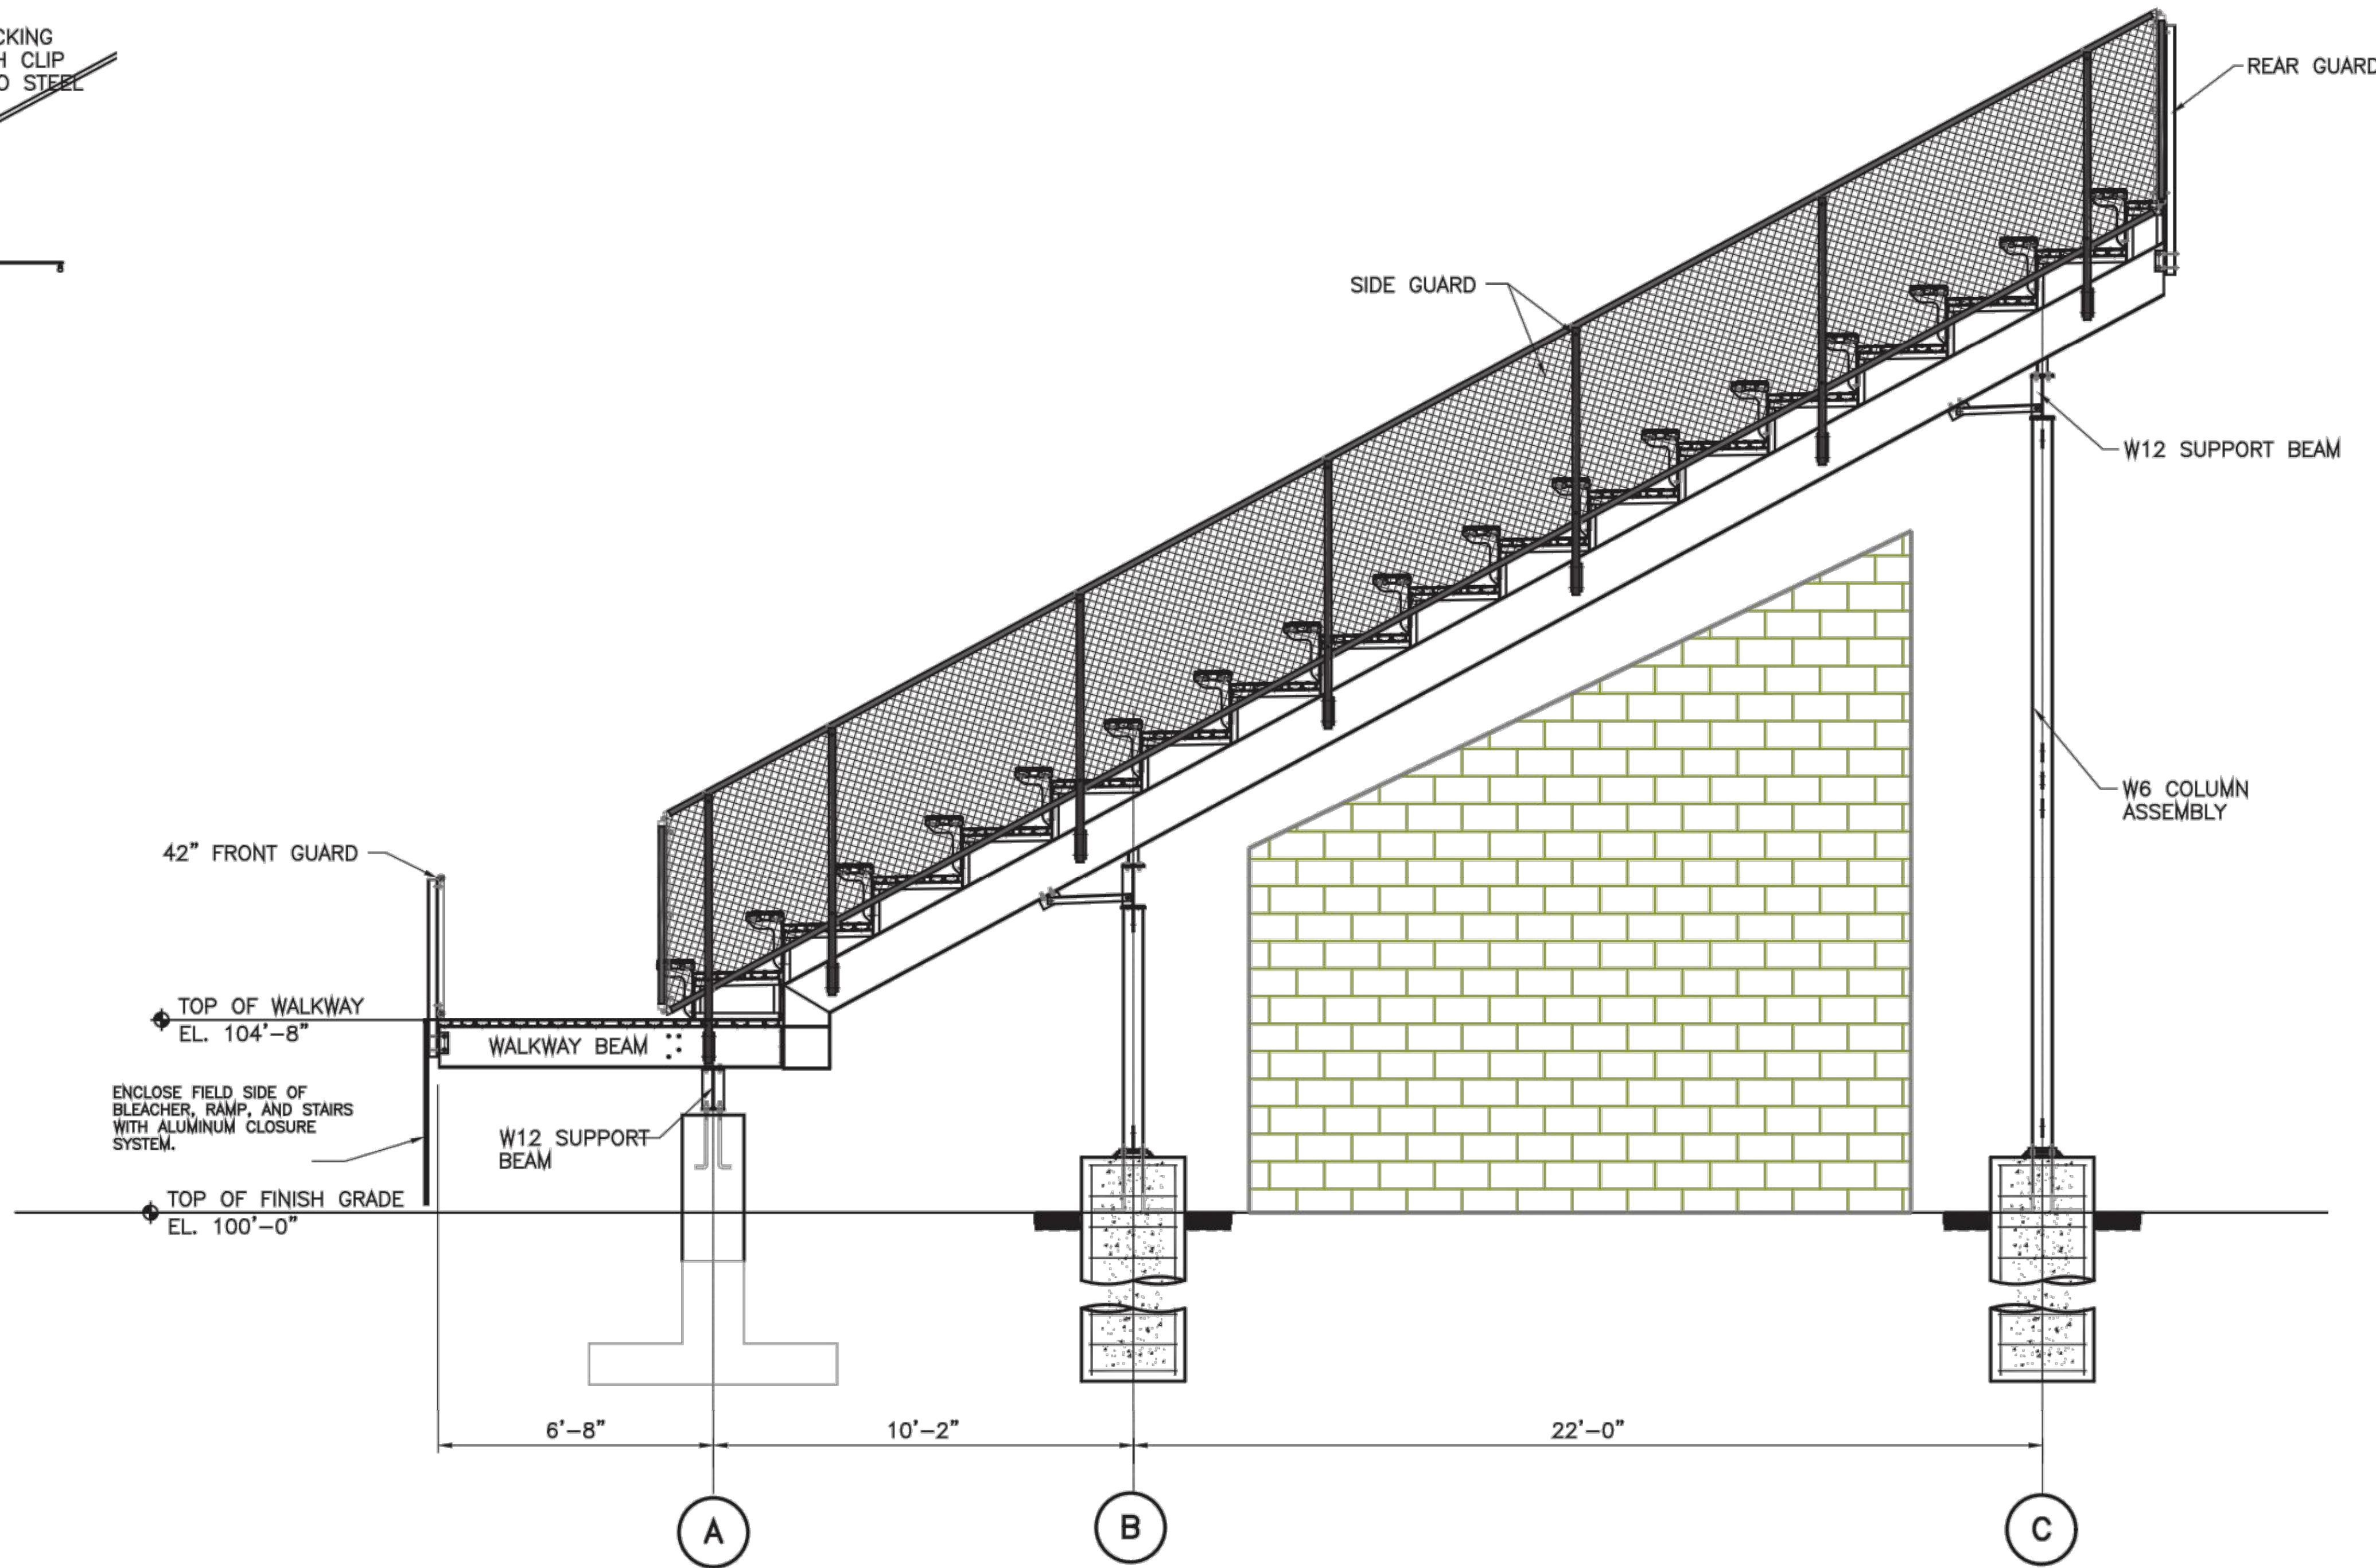 CKING
H CLIP
O STEEL
REAR GUARD
SIDE GUARD
W12 SUPPORT BEAM
W6 COLUMN
ASSEMBLY
42” FRONT GUARD
TOP OF WALKWAY
EL. 104'-8”
WALKWAY BEAM
ENCLOSE FIELD SIDE OF
BLEACHER, RAMP, AND STAIRS
WITH ALUMINUM CLOSURE
SYSTEM.
W12 SUPPORT
BEAM
TOP OF FINISH GRADE
EL. 100'-0”
6'-8”
10'-2”
22'-0”
A
B
C